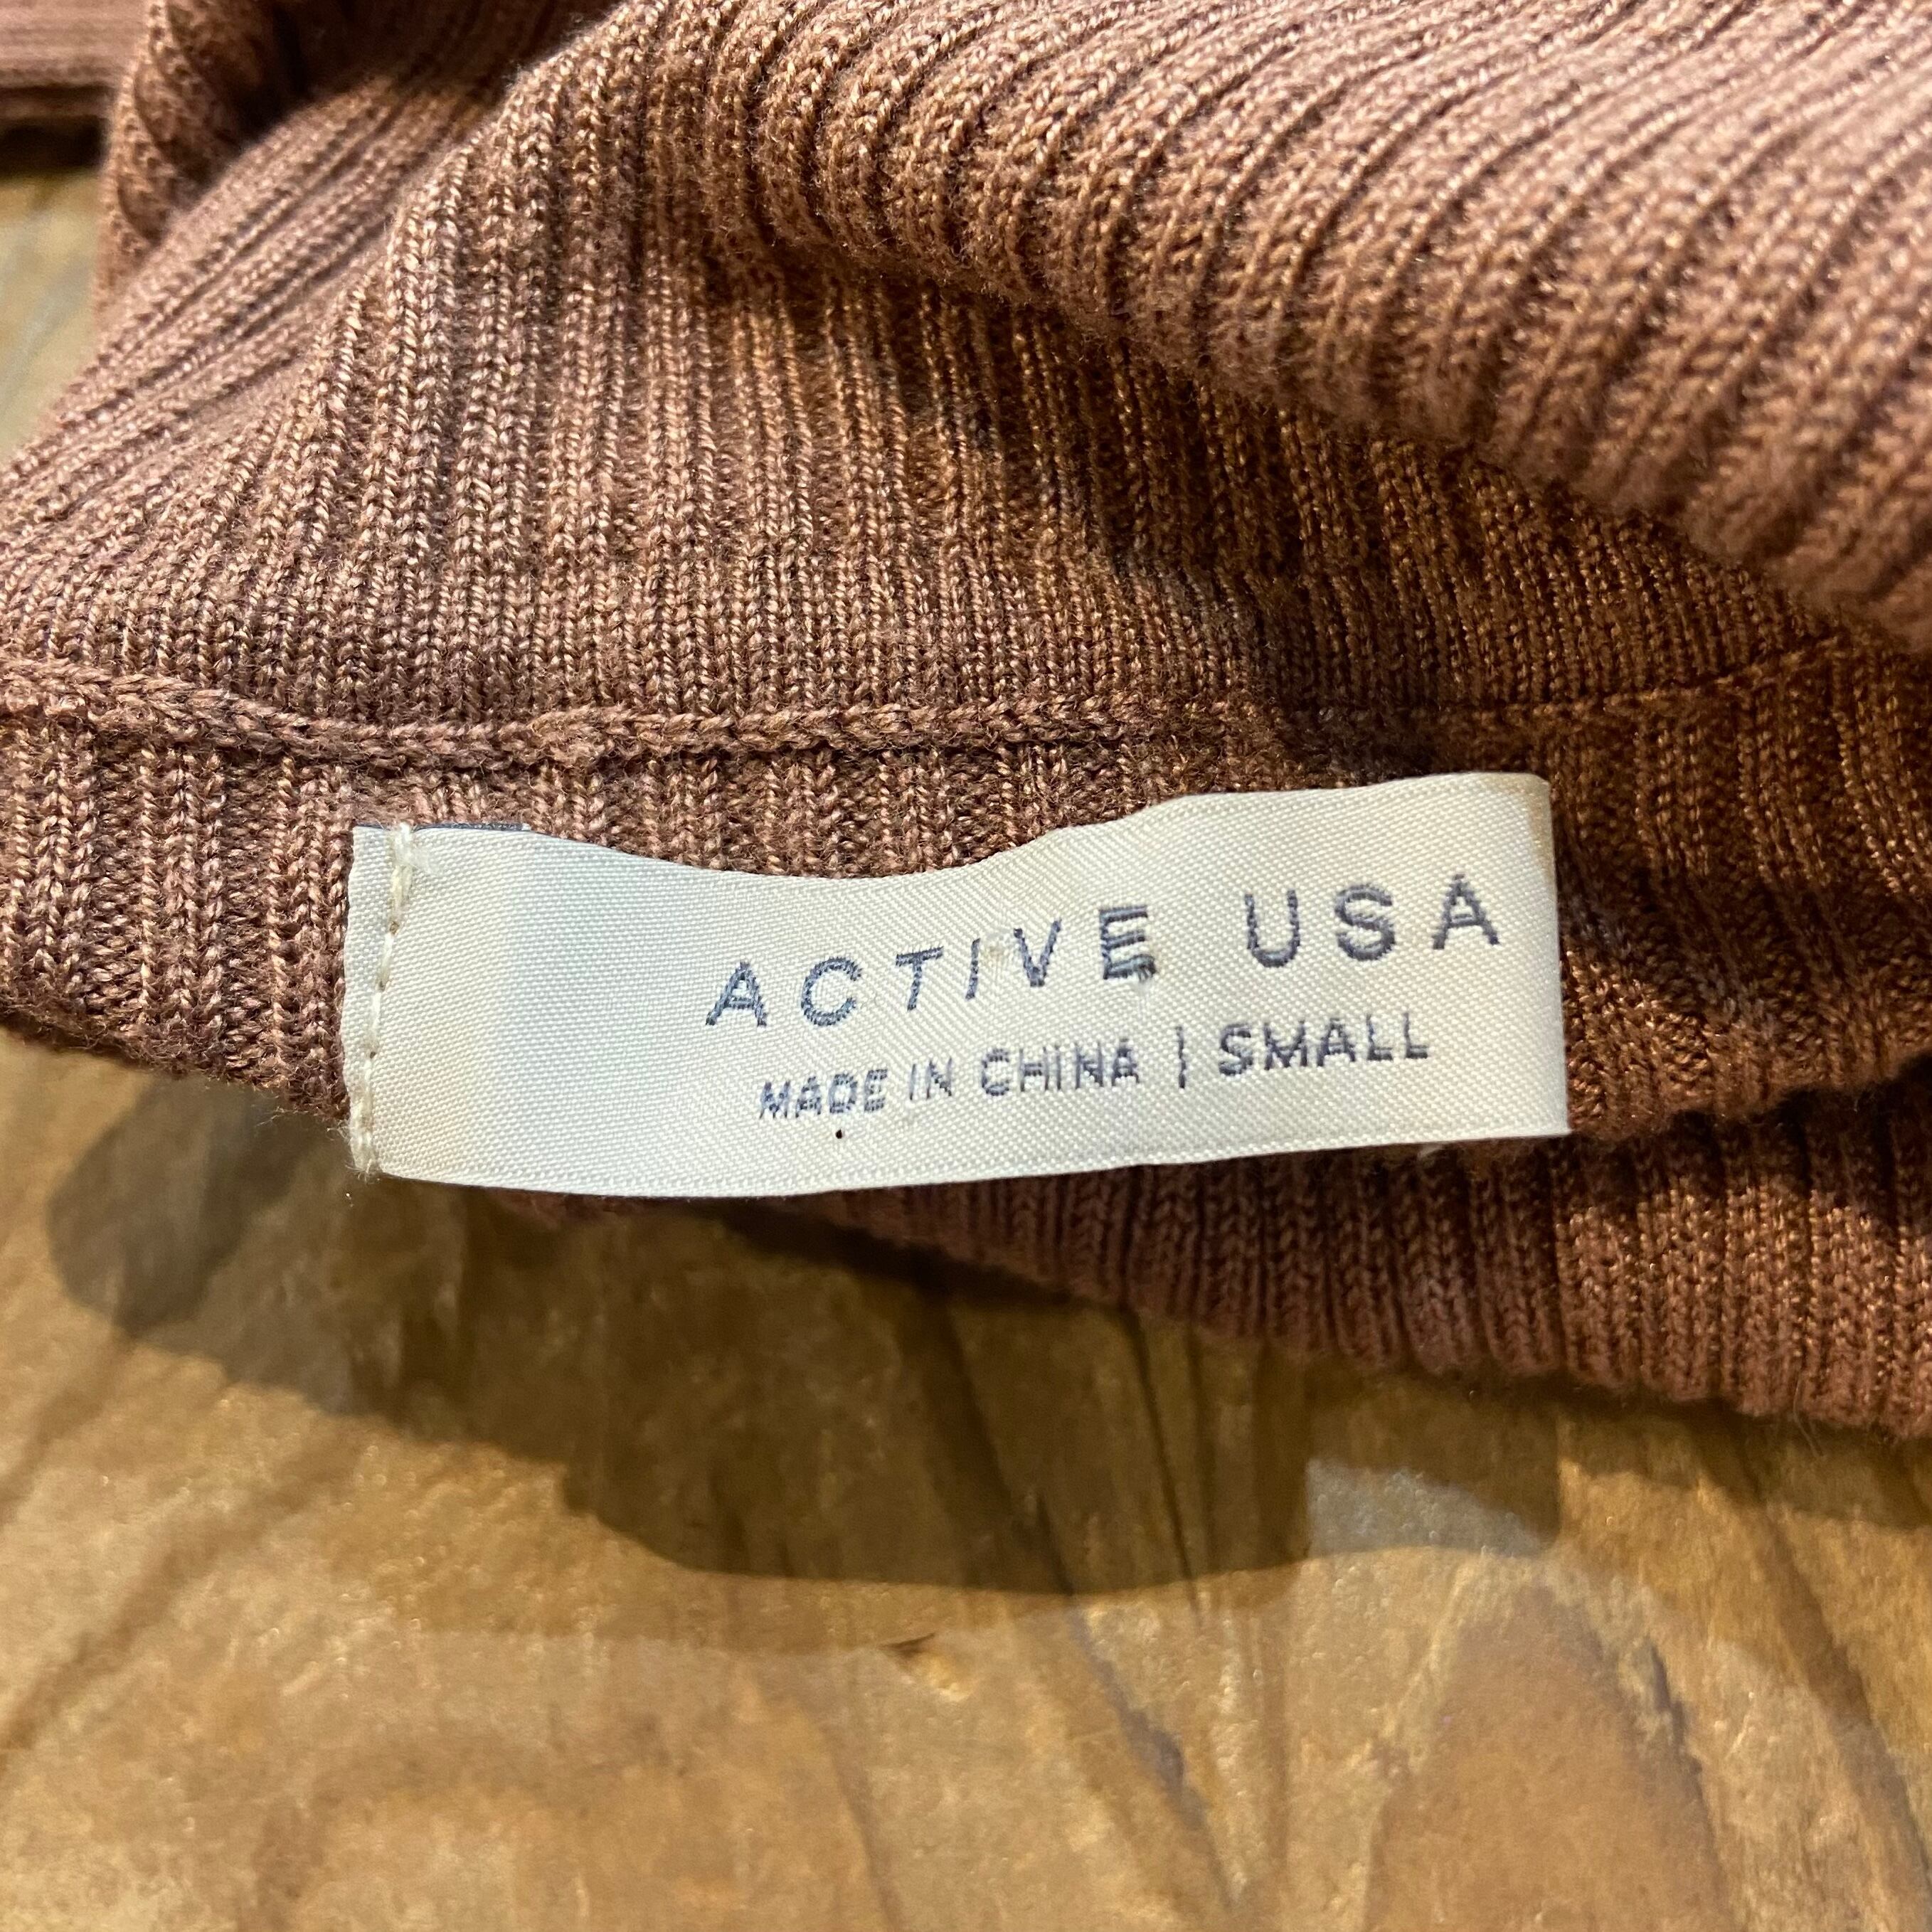 ACTIVE USA
MADE IN CHINA | SMALL